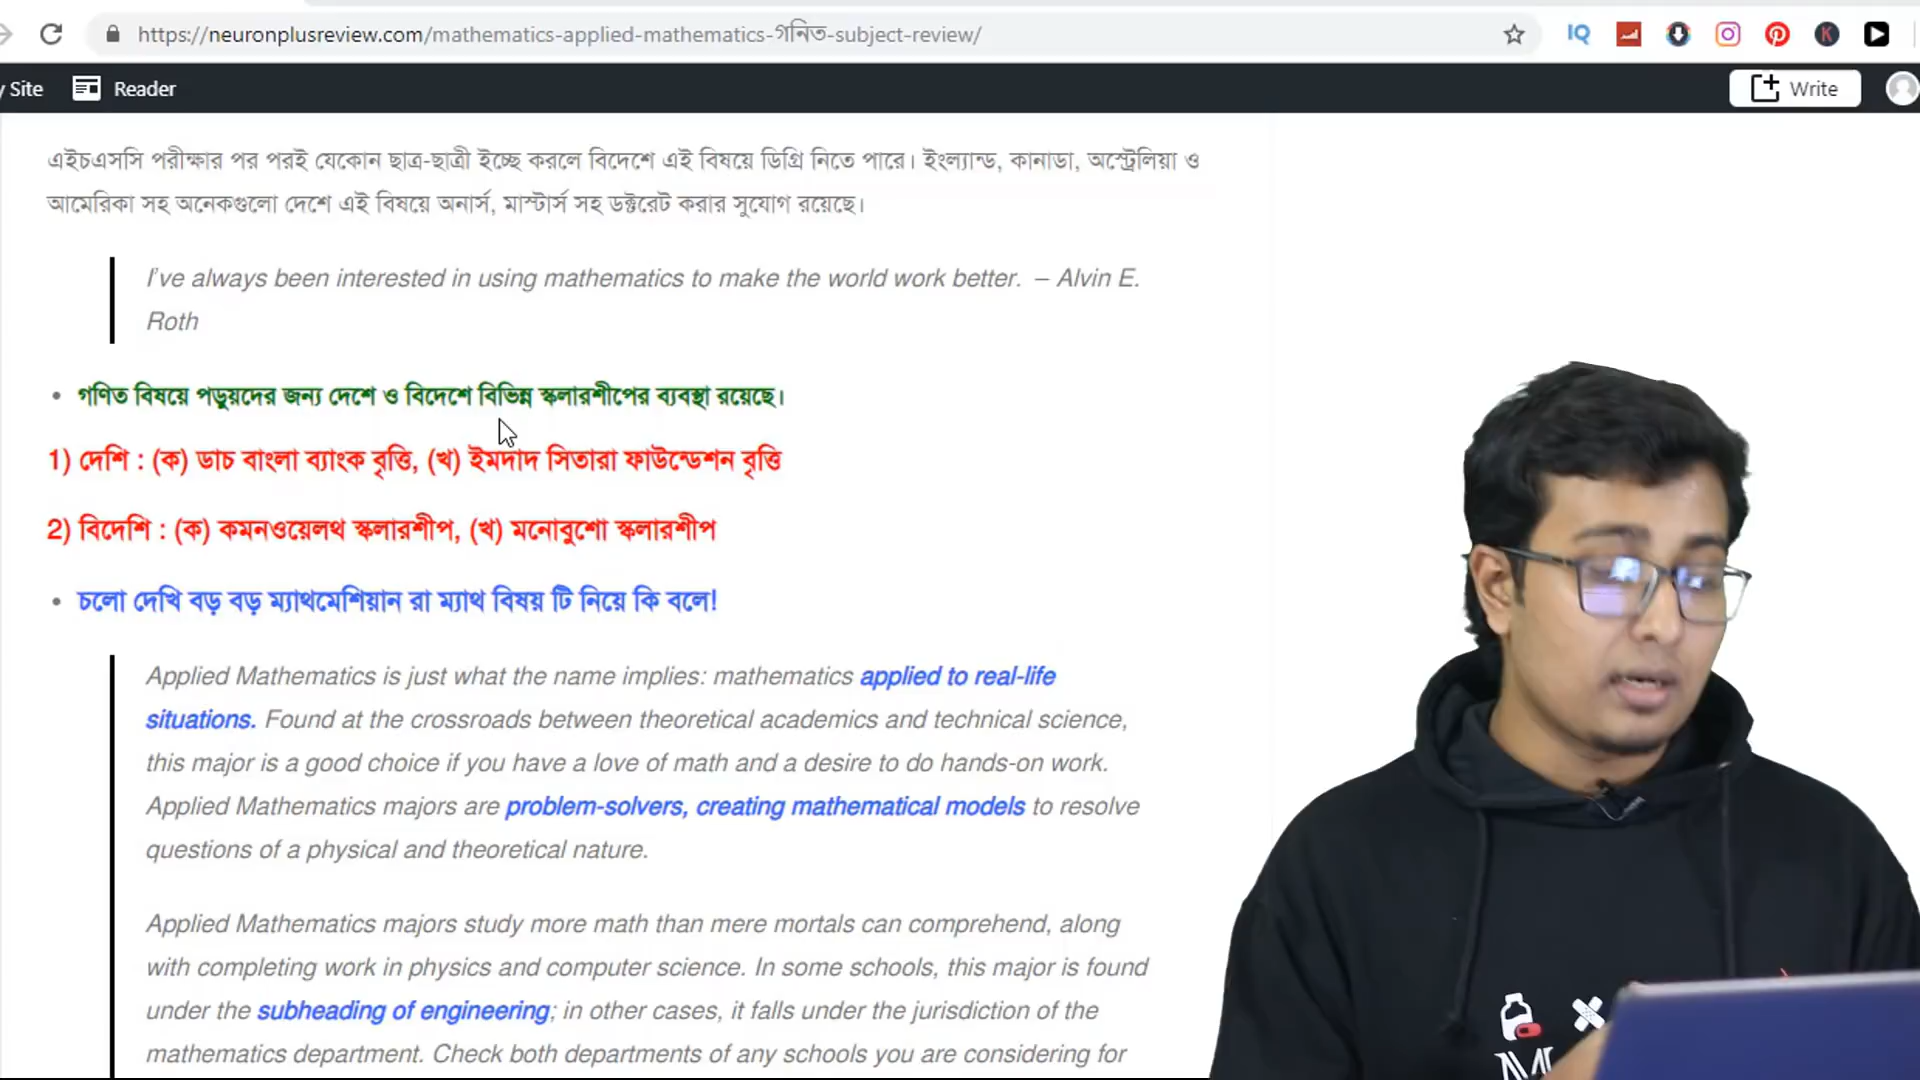 https://neuronplusreview.com/mathematics-applied-mathematics-গনিত-subject-review/
IQ
K
y Site
Reader
Write
এইচএসসি পরীক্ষার পর পরই যেকোন ছাত্র-ছাত্রী ইচ্ছে করলে বিদেশে এই বিষয়ে ডিগ্রি নিতে পারে। ইংল্যান্ড, কানাডা, অস্ট্রেলিয়া ও
আমেরিকা সহ অনেকগুলো দেশে এই বিষয়ে অনার্স, মাস্টার্স সহ ডক্টরেট করার সুযোগ রয়েছে।
I've always been interested in using mathematics to make the world work better. – Alvin E.
Roth
• গণিত বিষয়ে পড়ুয়দের জন্য দেশে ও বিদেশে বিভিন্ন স্কলারশীপের ব্যবস্থা রয়েছে।
1) দেশি : (ক) ডাচ বাংলা ব্যাংক বৃত্তি, (খ) ইমদাদ সিতারা ফাউন্ডেশন বৃত্তি
2) বিদেশি : (ক) কমনওয়েলথ স্কলারশীপ, (খ) মনোবুশো স্কলারশীপ
• চলো দেখি বড় বড় ম্যাথমেশিয়ান রা ম্যাথ বিষয় টি নিয়ে কি বলে!
Applied Mathematics is just what the name implies: mathematics applied to real-life
situations. Found at the crossroads between theoretical academics and technical science,
this major is a good choice if you have a love of math and a desire to do hands-on work.
Applied Mathematics majors are problem-solvers, creating mathematical models to resolve
questions of a physical and theoretical nature.
Applied Mathematics majors study more math than mere mortals can comprehend, along
with completing work in physics and computer science. In some schools, this major is found
under the subheading of engineering; in other cases, it falls under the jurisdiction of the
mathematics department. Check both departments of any schools you are considering for